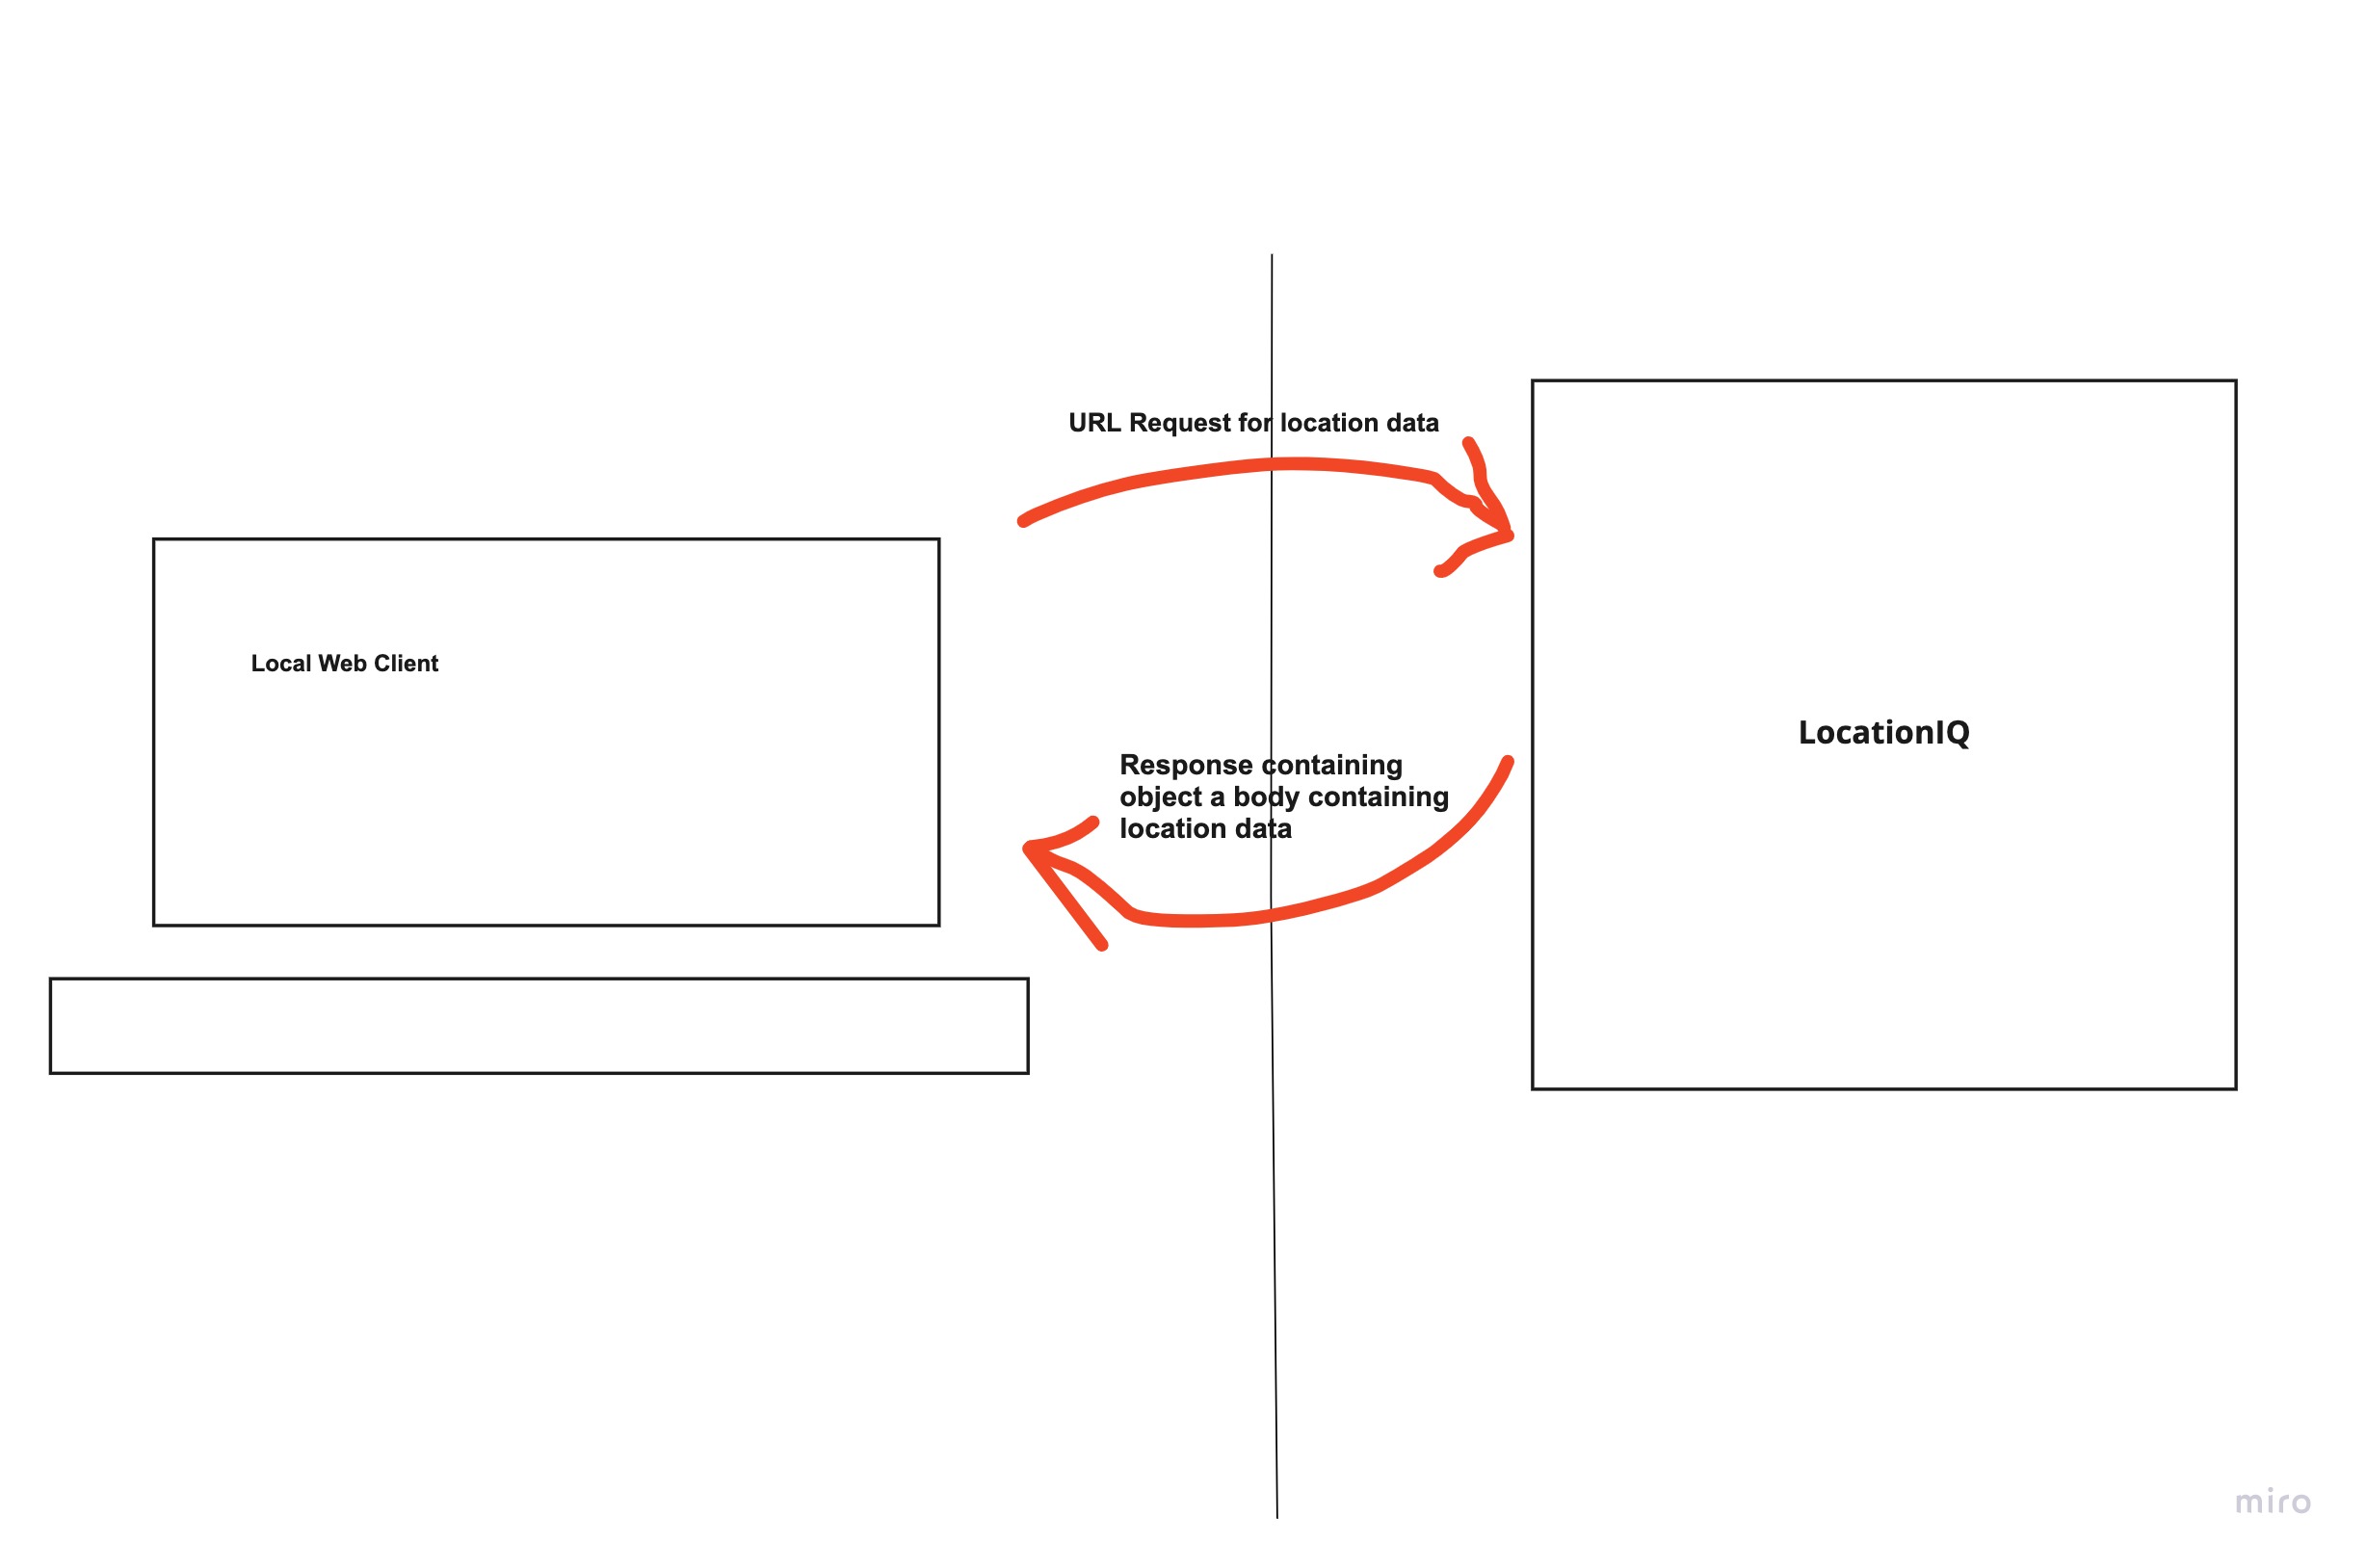 URL Request for location data
Local Web Client
LocationIQ
Response containing
object a body containing
location data
miro